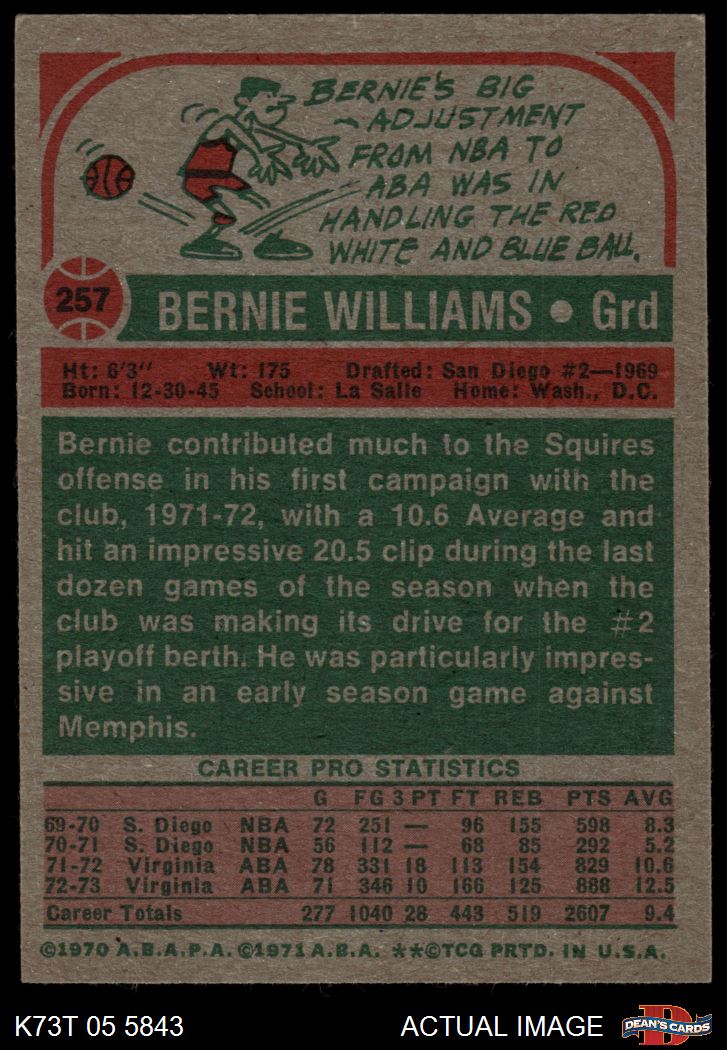 BERNIE'S BIG
ADJUSTMENT
FROM NBA TO
ABA WAS IN
HANDLING THE RED
WHITE AND BLUE BALL.
257
BERNIE WILLIAMS • Grd
Ht: 6'3" Wt: 175 Drafted: San Diego #2—1969
Born: 12-30-45 School: La Salle Home: Wash., D.C.
Bernie contributed much to the Squires
offense in his first campaign with the
club, 1971-72, with a 10.6 Average and
hit an impressive 20.5 clip during the last
dozen games of the season when the
club was making its drive for the #2
playoff berth. He was particularly impres-
sive in an early season game against
Memphis.
CAREER PRO STATISTICS
G FG 3 PT FT REB PTS AVG
69-70 S. Diego NBA 72 251 — 96 155 598 8.3
70-71 S. Diego NBA 56 112 — 68 85 292 5.2
71-72 Virginia ABA 78 331 18 113 154 829 10.6
72-73 Virginia ABA 71 346 10 166 125 888 12.5
Career Totals 277 1040 28 443 519 2607 9.4
©1970 A.B.A.P.A. ©1971 A.B.A. **©TCG PRTD. IN U.S.A.
K73T 05 5843 ACTUAL IMAGE
D
DEAN'S CARDS